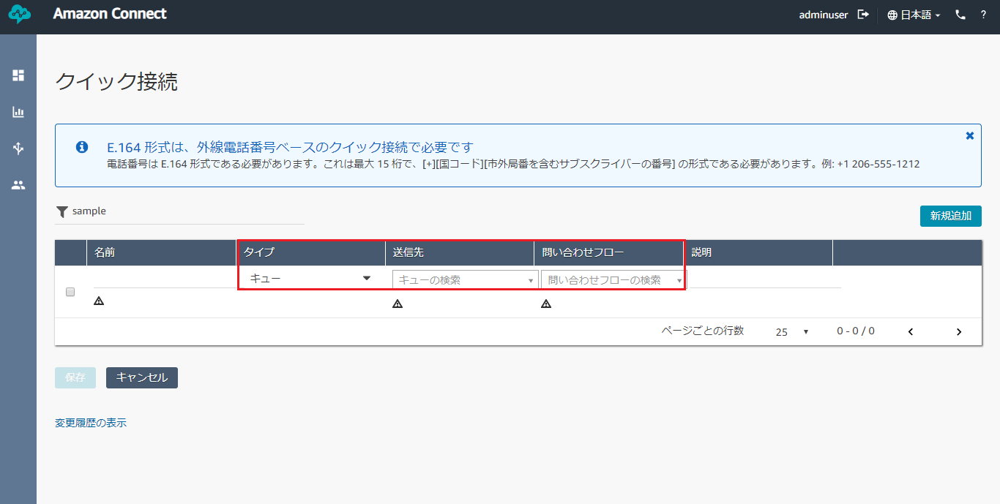 Amazon Connect
adminuser 日本語 ?
クイック接続
E.164 形式は、外線電話番号ベースのクイック接続で必要です
電話番号は E.164 形式である必要があります。これは最大 15 桁で、[+][国コード][市外局番を含むサブスクライバーの番号] の形式である必要があります。例: +1 206-555-1212
sample
新規追加
名前 タイプ 送信先 問い合わせフロー 説明
キュー キューの検索 問い合わせフローの検索
ページごとの行数 25 0 - 0 / 0
保存 キャンセル
変更履歴の表示